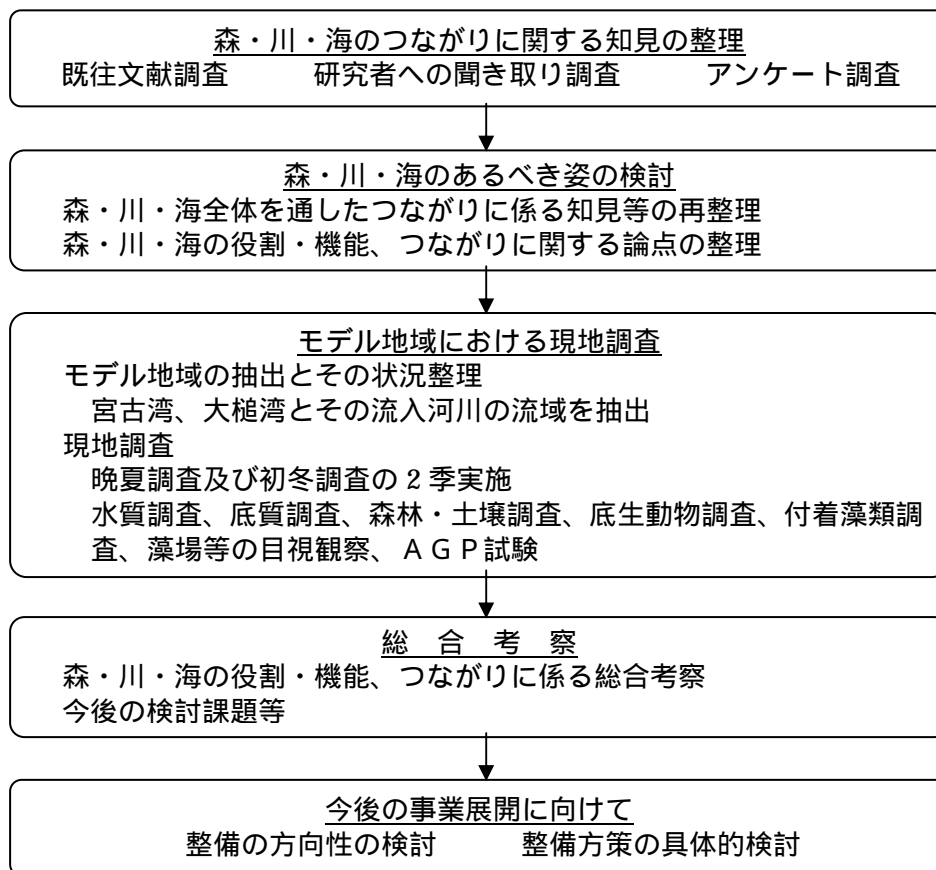 森・川・海のつながりに関する知見の整理
既往文献調査　　研究者への聞き取り調査　　アンケート調査
森・川・海のあるべき姿の検討
森・川・海全体を通したつながりに係る知見等の再整理
森・川・海の役割・機能、つながりに関する論点の整理
モデル地域における現地調査
モデル地域の抽出とその状況整理
宮古湾、大槌湾とその流入河川の流域を抽出
現地調査
晩夏調査及び初冬調査の２季実施
水質調査、底質調査、森林・土壌調査、底生動物調査、付着藻類調
査、藻場等の目視観察、ＡＧＰ試験
総　合　考　察
森・川・海の役割・機能、つながりに係る総合考察
今後の検討課題等
今後の事業展開に向けて
整備の方向性の検討　　整備方策の具体的検討